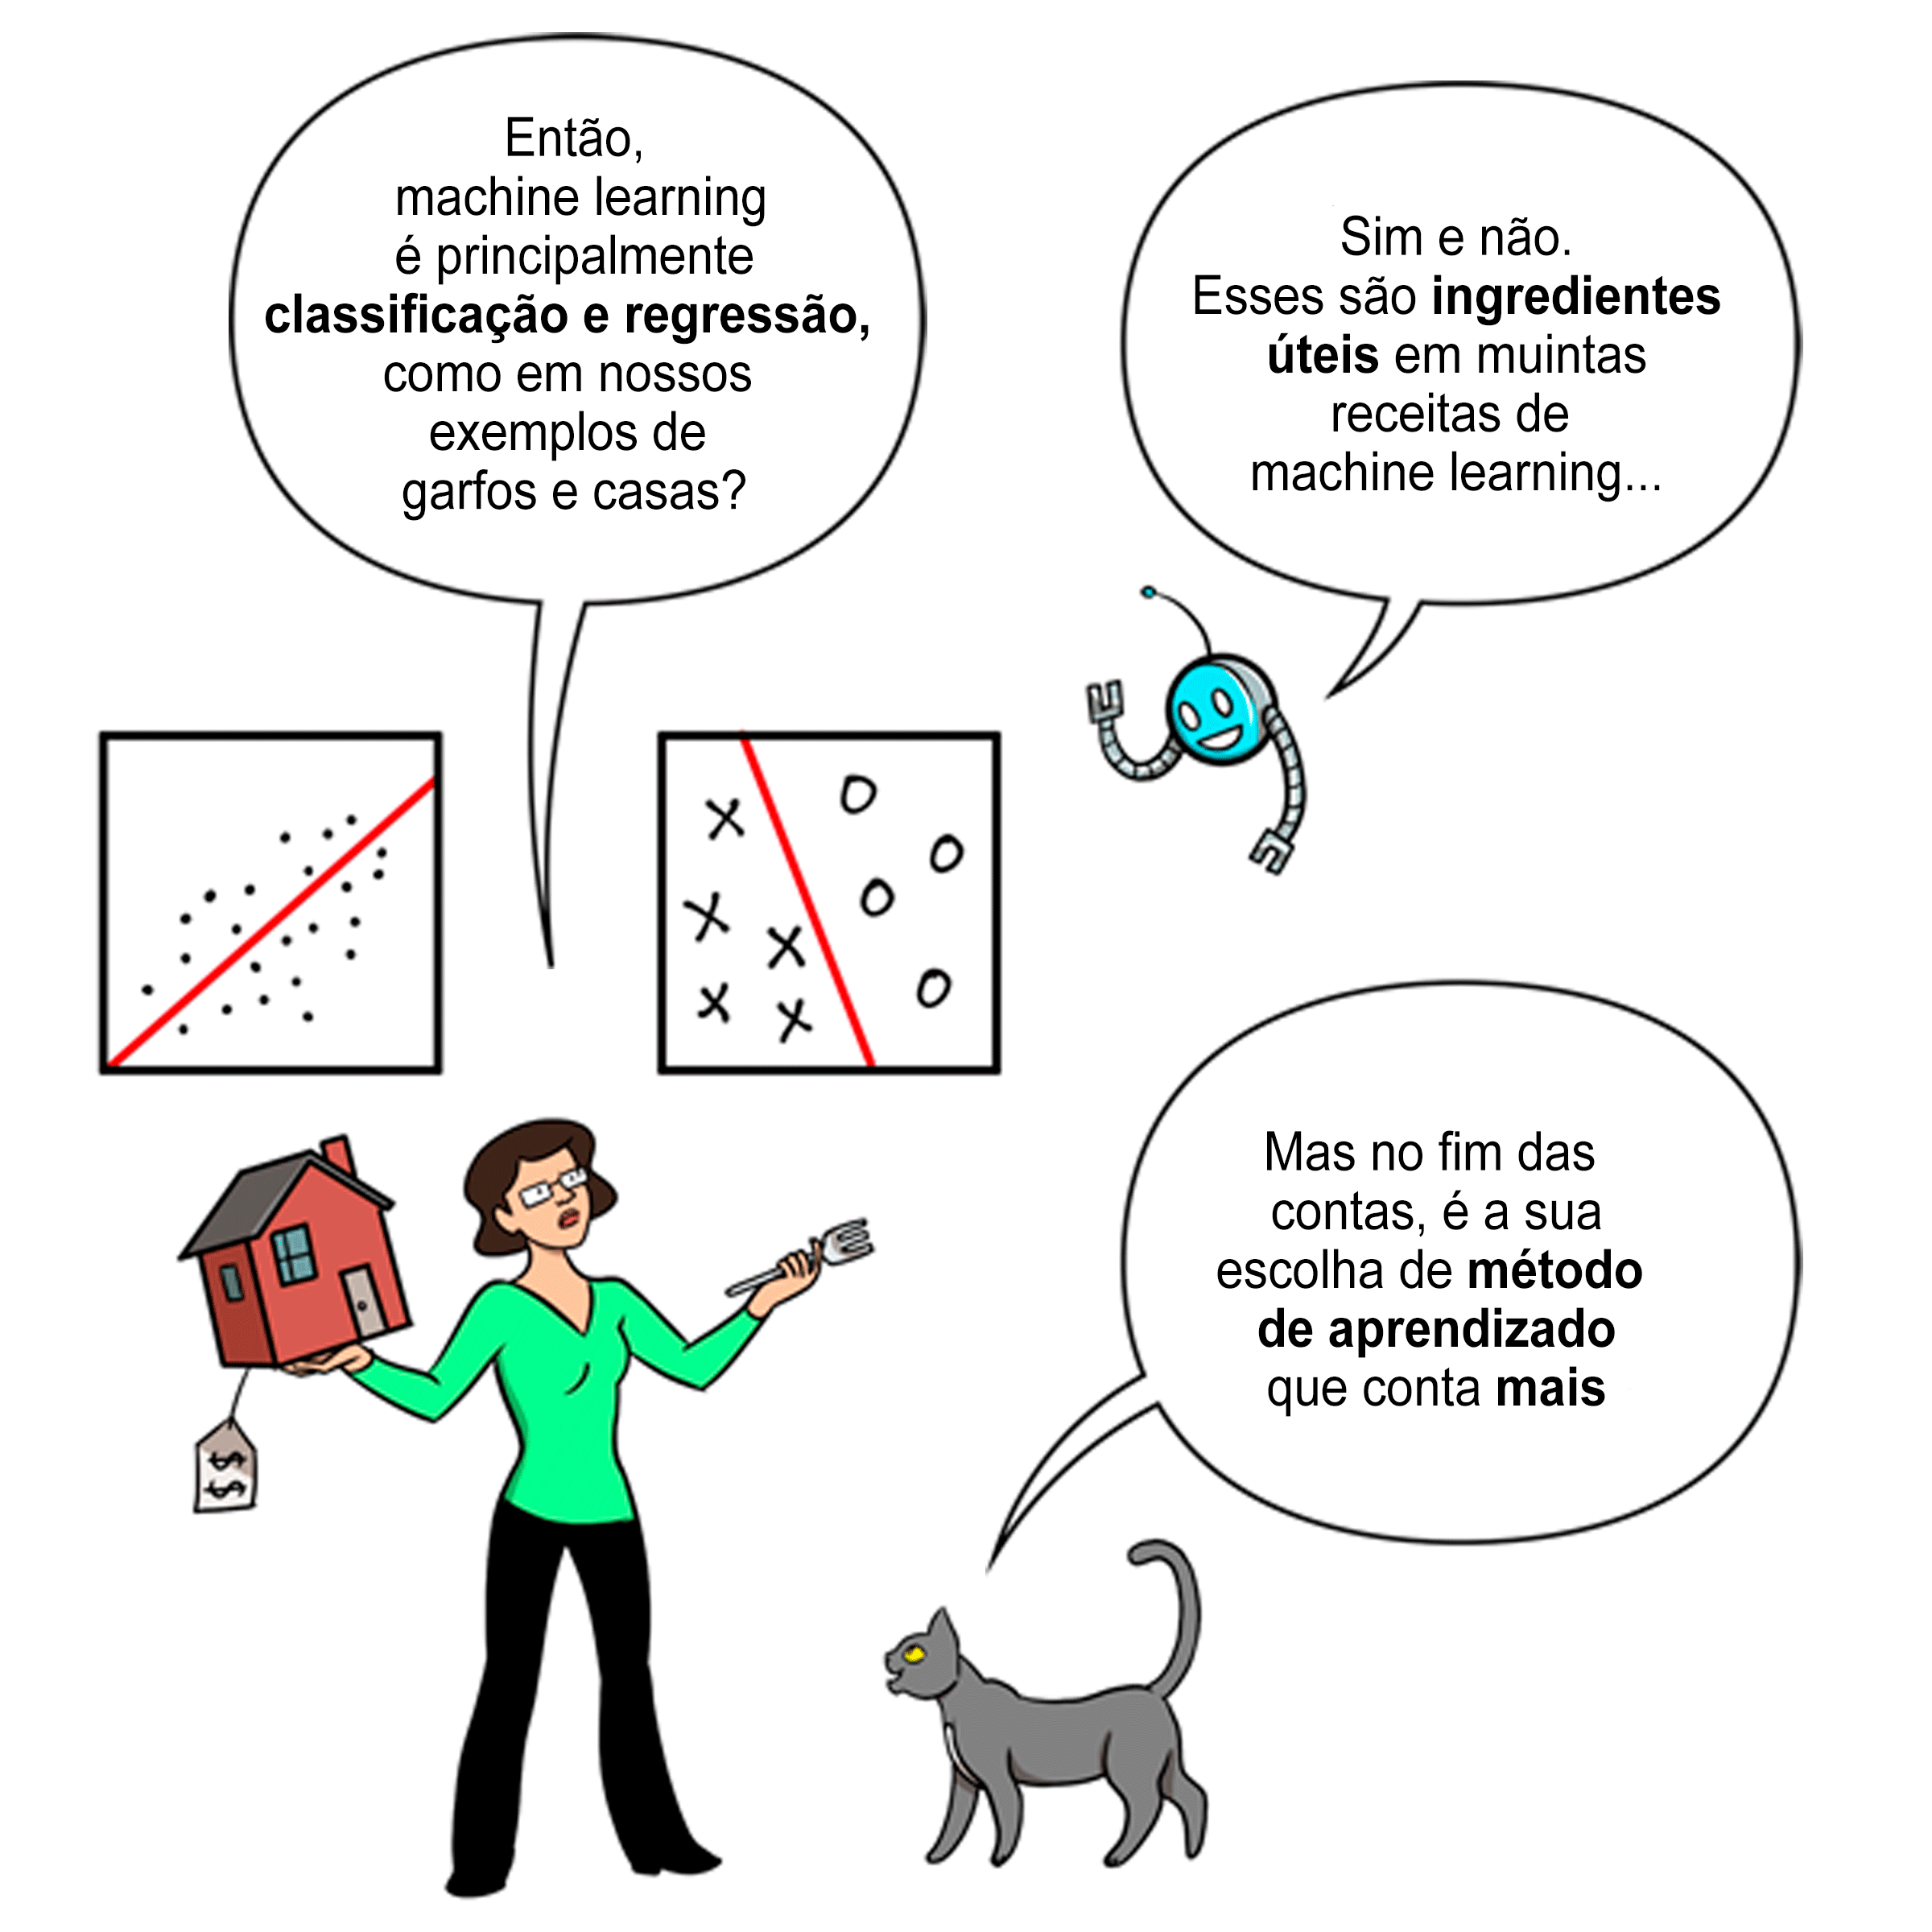 Então,
machine learning
é principalmente
classificação e regressão,
como em nossos
exemplos de
garfos e casas?
Sim e não.
Esses são ingredientes
úteis em muintas
receitas de
machine learning...
Mas no fim das
contas, é a sua
escolha de método
de aprendizado
que conta mais
$
$